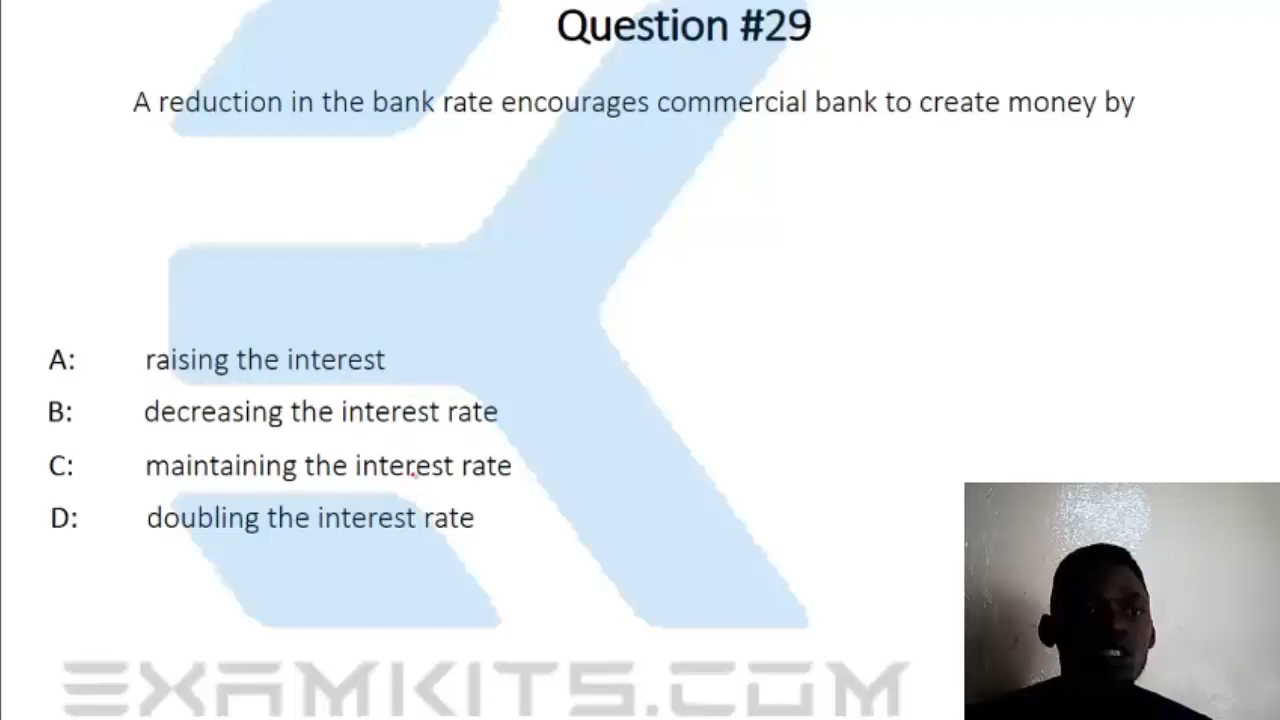 Question #29
A reduction in the bank rate encourages commercial bank to create money by
A: raising the interest
B: decreasing the interest rate
C: maintaining the interest rate
D: doubling the interest rate
EXAMKITS.COM